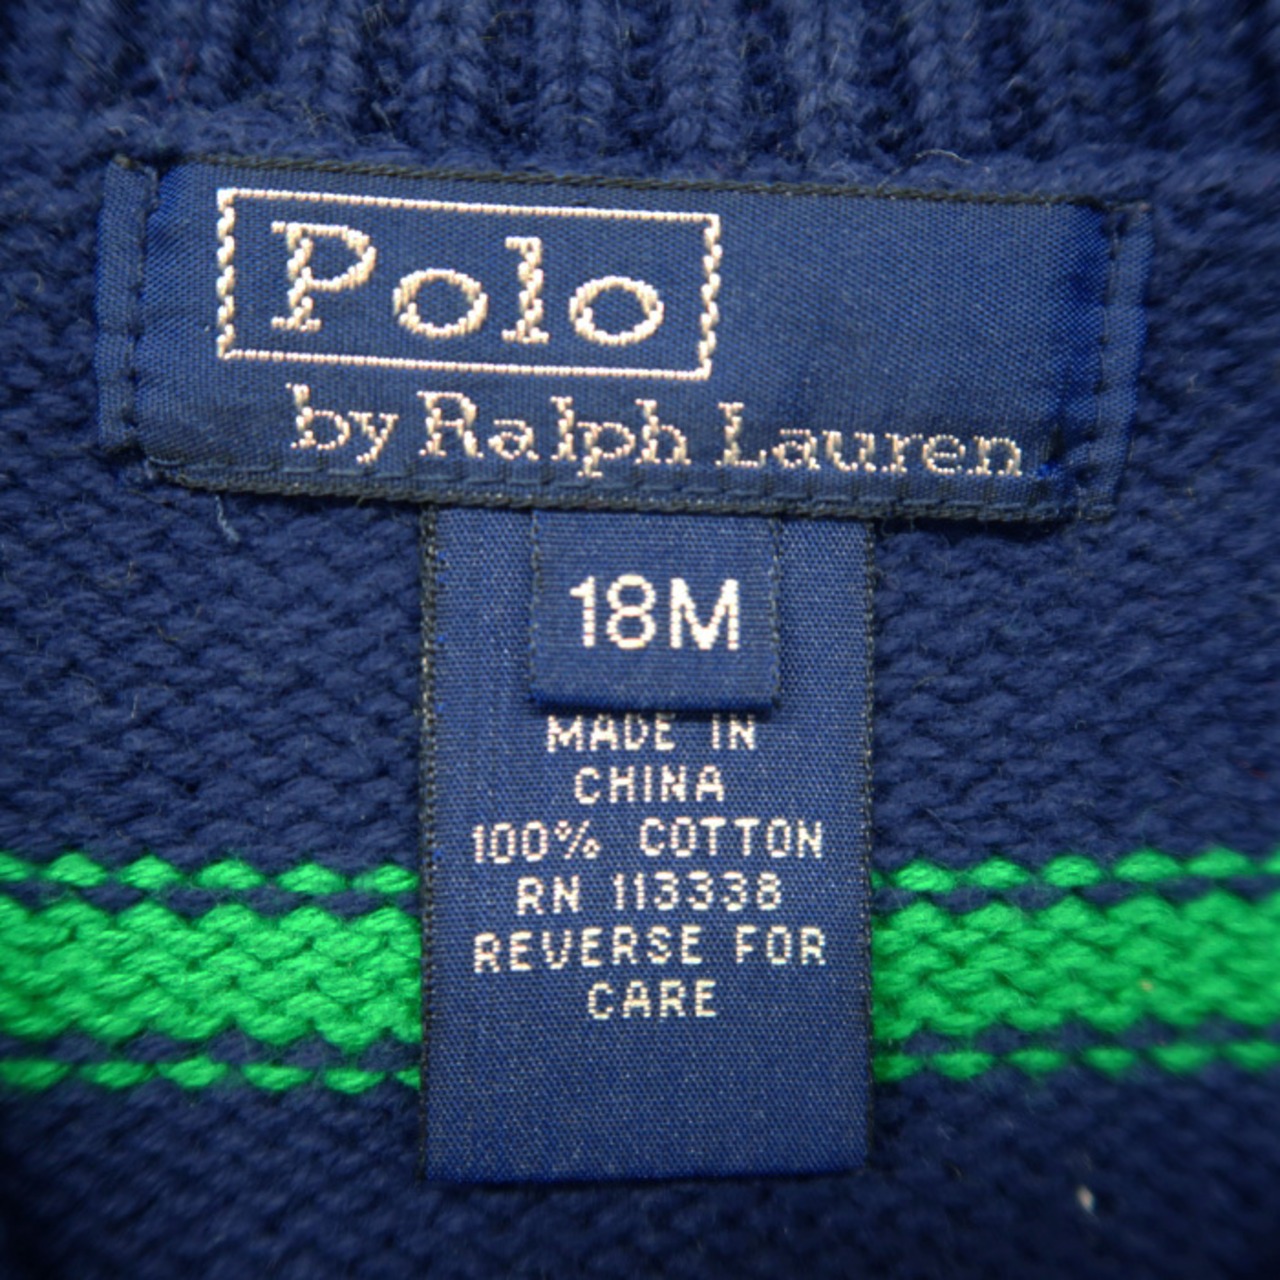 Polo
by Ralph Lauren
18M
MADE IN
CHINA
100% COTTON
RN 113338
REVERSE FOR
CARE